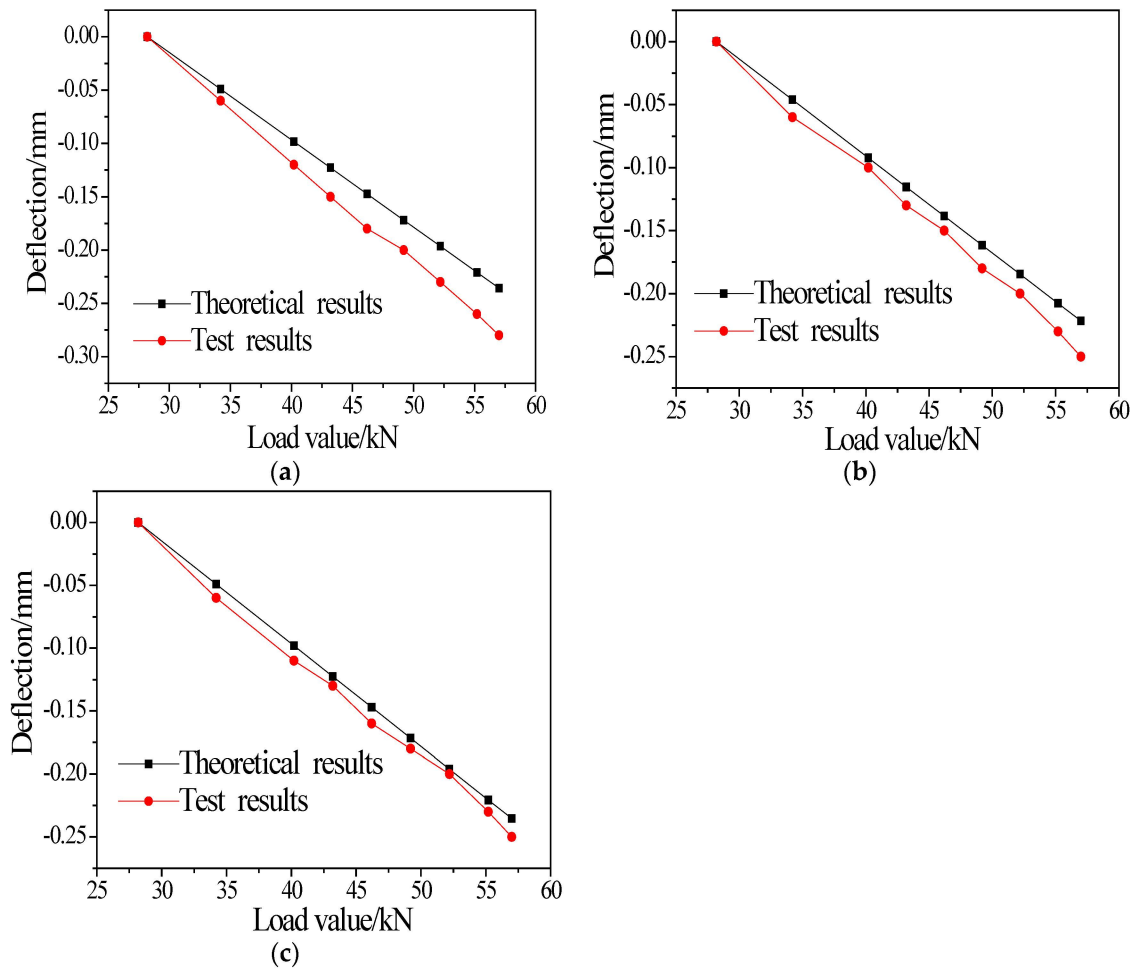 0.00
-0.05
-0.10
-0.15
-0.20
-0.25
-0.30
Deflection/mm
Theoretical results
Test results
25 30 35 40 45 50 55 60
Load value/kN
(a)
0.00
-0.05
-0.10
-0.15
-0.20
-0.25
Deflection/mm
Theoretical results
Test results
25 30 35 40 45 50 55 60
Load value/kN
(b)
0.00
-0.05
-0.10
-0.15
-0.20
-0.25
Deflection/mm
Theoretical results
Test results
25 30 35 40 45 50 55 60
Load value/kN
(c)